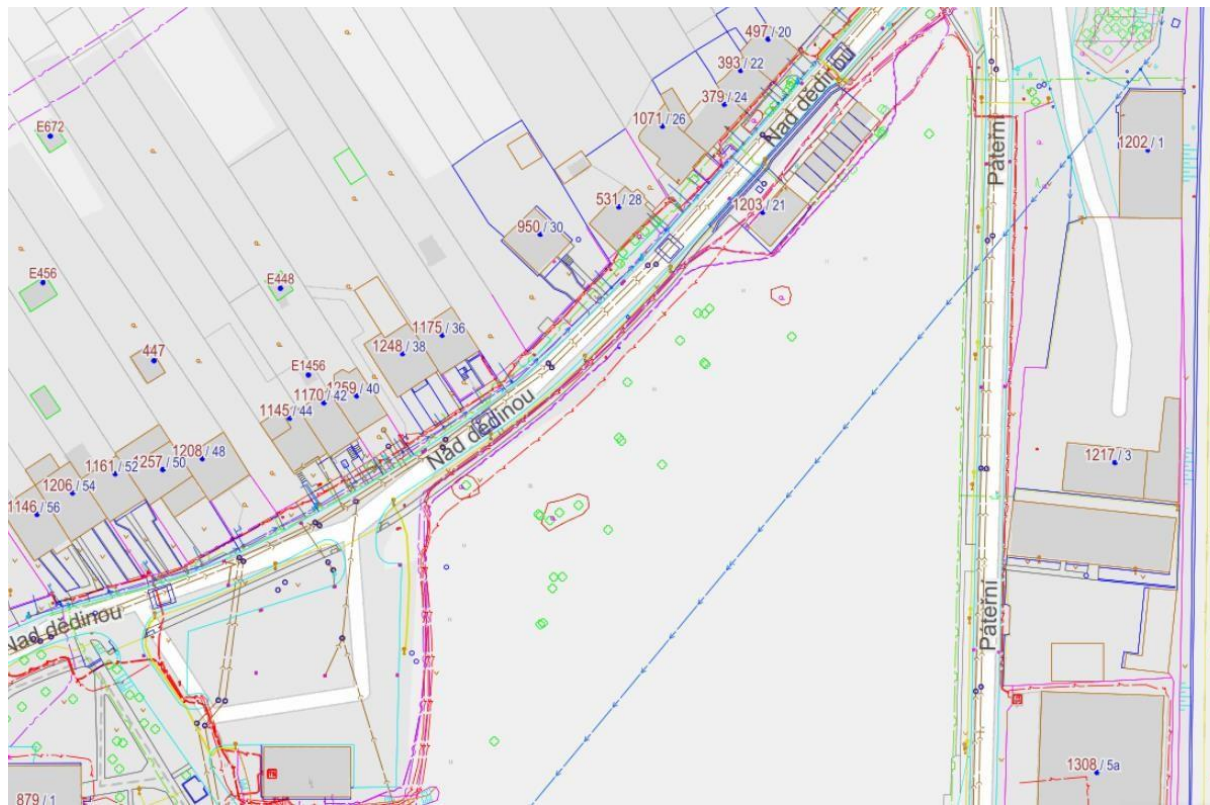 497 / 20
393 / 22
379 / 24
1071 / 26
Nad dědinou
E672
1202 / 1
Páteřní
531 / 28
1203 / 21
950 / 30
E456
E448
1175 / 36
1248 / 38
447
E1456
1259 / 40
1170 / 42
1145 / 44
Nad dědinou
1208 / 48
1257 / 50
1161 / 52
1206 / 54
1146 / 56
1217 / 3
Páteřní
Nad dědinou
1308 / 5a
879 / 1